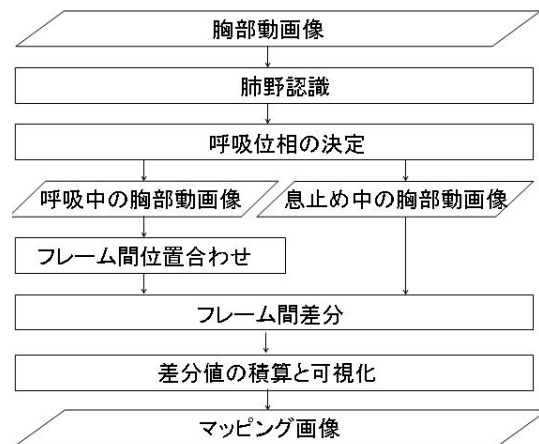 胸部動画像
肺野認識
呼吸位相の決定
呼吸中の胸部動画像
息止め中の胸部動画像
フレーム間位置合わせ
フレーム間差分
差分値の積算と可視化
マッピング画像